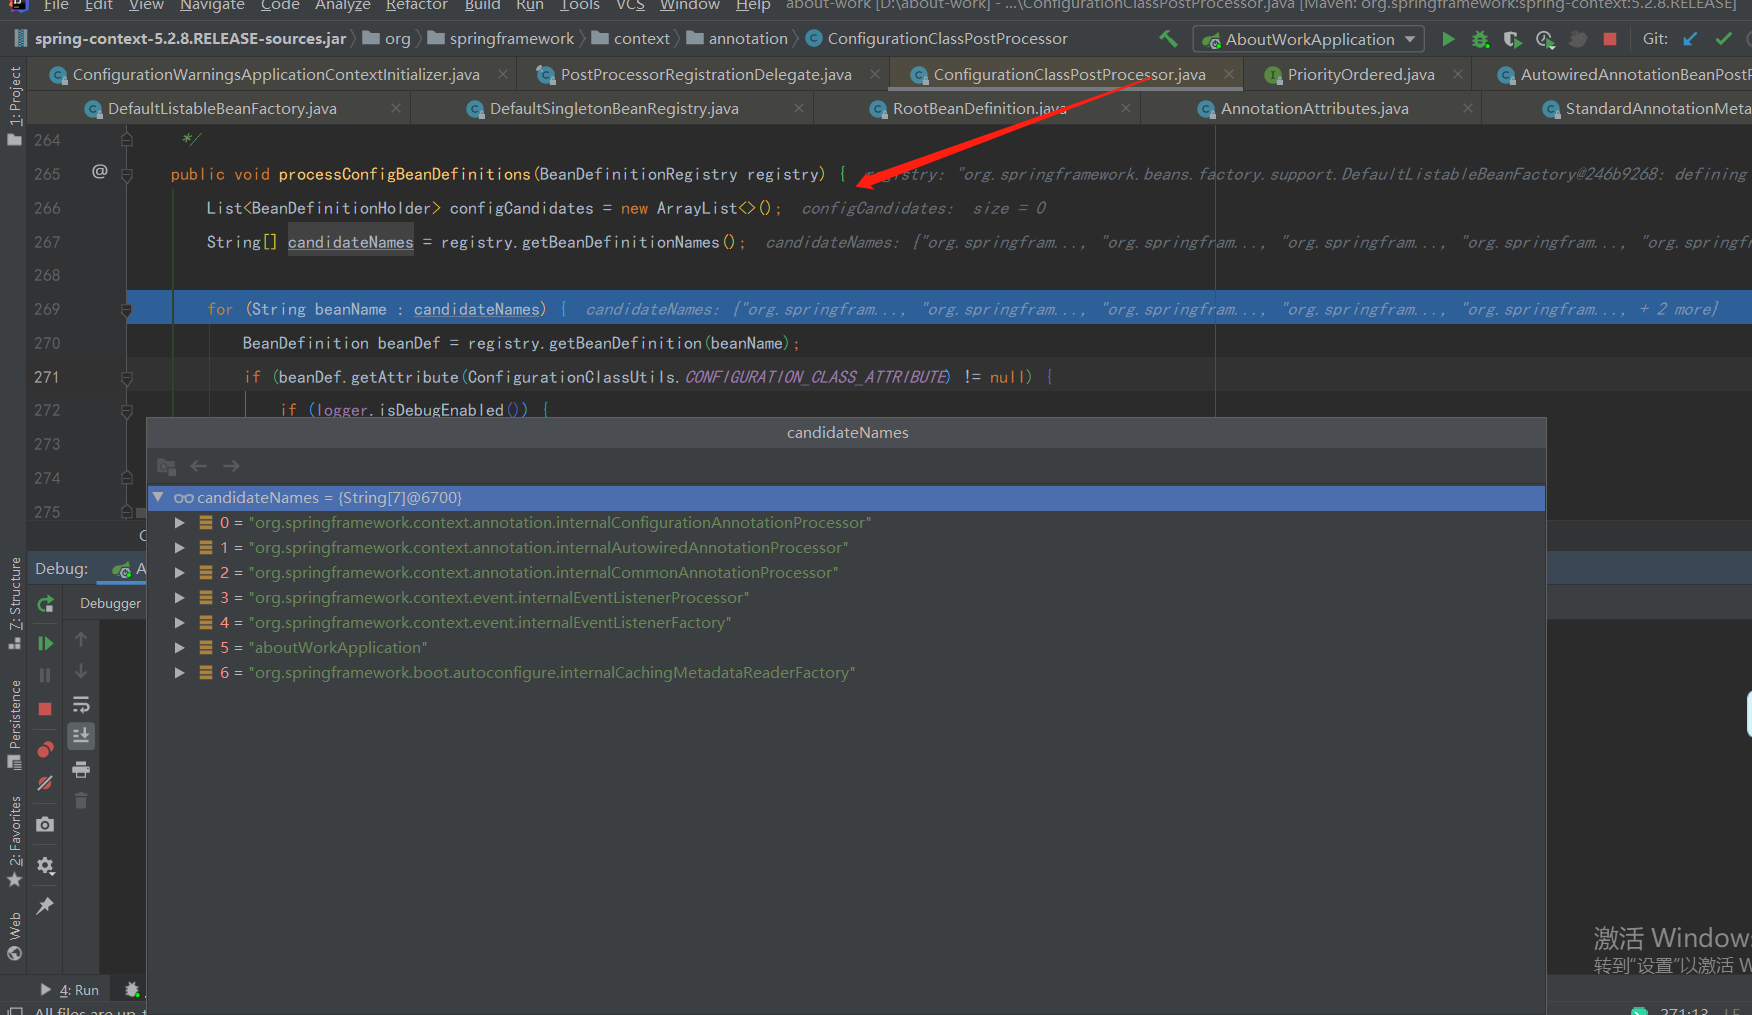 File Edit View Navigate Code Analyze Refactor Build Run Tools VCS Window Help about-work [D:\about-work] - ...\ConfigurationClassPostProcessor.java [Maven: org.springframework:spring-context:5.2.8.RELEASE]
spring-context-5.2.8.RELEASE-sources.jar org springframework context annotation ConfigurationClassPostProcessor AboutWorkApplication Git:
ConfigurationWarningsApplicationContextInitializer.java PostProcessorRegistrationDelegate.java ConfigurationClassPostProcessor.java PriorityOrdered.java AutowiredAnnotationBeanPostP
DefaultListableBeanFactory.java DefaultSingletonBeanRegistry.java RootBeanDefinition.java AnnotationAttributes.java StandardAnnotationMeta
1: Project
264 */
265 @ public void processConfigBeanDefinitions(BeanDefinitionRegistry registry) { registry: "org.springframework.beans.factory.support.DefaultListableBeanFactory@246b9268: defining
266 List<BeanDefinitionHolder> configCandidates = new ArrayList<>(); configCandidates: size = 0
267 String[] candidateNames = registry.getBeanDefinitionNames(); candidateNames: {"org.springfram..., "org.springfram..., "org.springfram..., "org.springfram..., "org.springfr
268
269 for (String beanName : candidateNames) { candidateNames: {"org.springfram..., "org.springfram..., "org.springfram..., "org.springfram..., "org.springfram..., + 2 more}
270 BeanDefinition beanDef = registry.getBeanDefinition(beanName);
271 if (beanDef.getAttribute(ConfigurationClassUtils.CONFIGURATION_CLASS_ATTRIBUTE) != null) {
272 if (logger.isDebugEnabled()) {
273
274
275
candidateNames
candidateNames = {String[7]@6700}
0 = "org.springframework.context.annotation.internalConfigurationAnnotationProcessor"
1 = "org.springframework.context.annotation.internalAutowiredAnnotationProcessor"
2 = "org.springframework.context.annotation.internalCommonAnnotationProcessor"
3 = "org.springframework.context.event.internalEventListenerProcessor"
4 = "org.springframework.context.event.internalEventListenerFactory"
5 = "aboutWorkApplication"
6 = "org.springframework.boot.autoconfigure.internalCachingMetadataReaderFactory"
Debug: A
Debugger
Z: Structure
Persistence
2: Favorites
Web
激活 Windows
转到"设置"以激活 W
4: Run
All files are up-t
271:13 LF